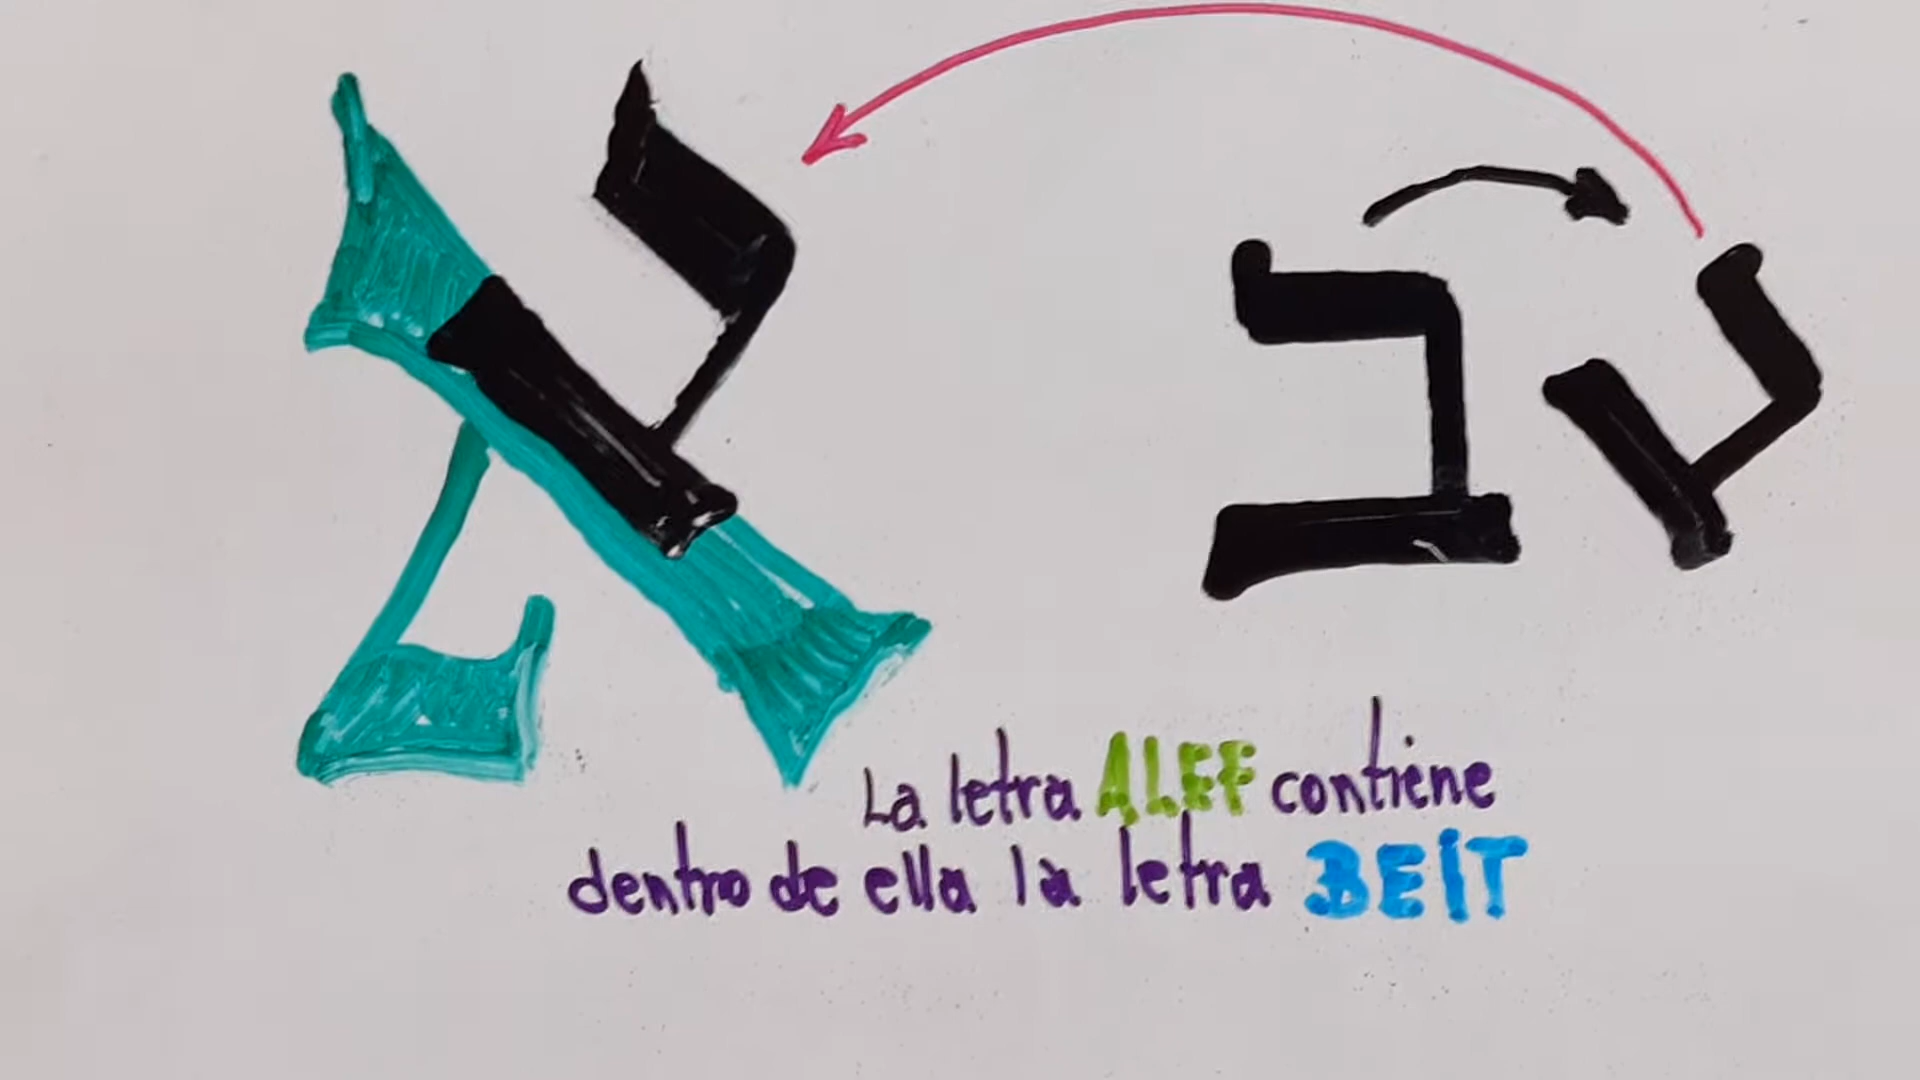 א ב ב
La letra ALEF contiene
dentro de ella la letra BEIT